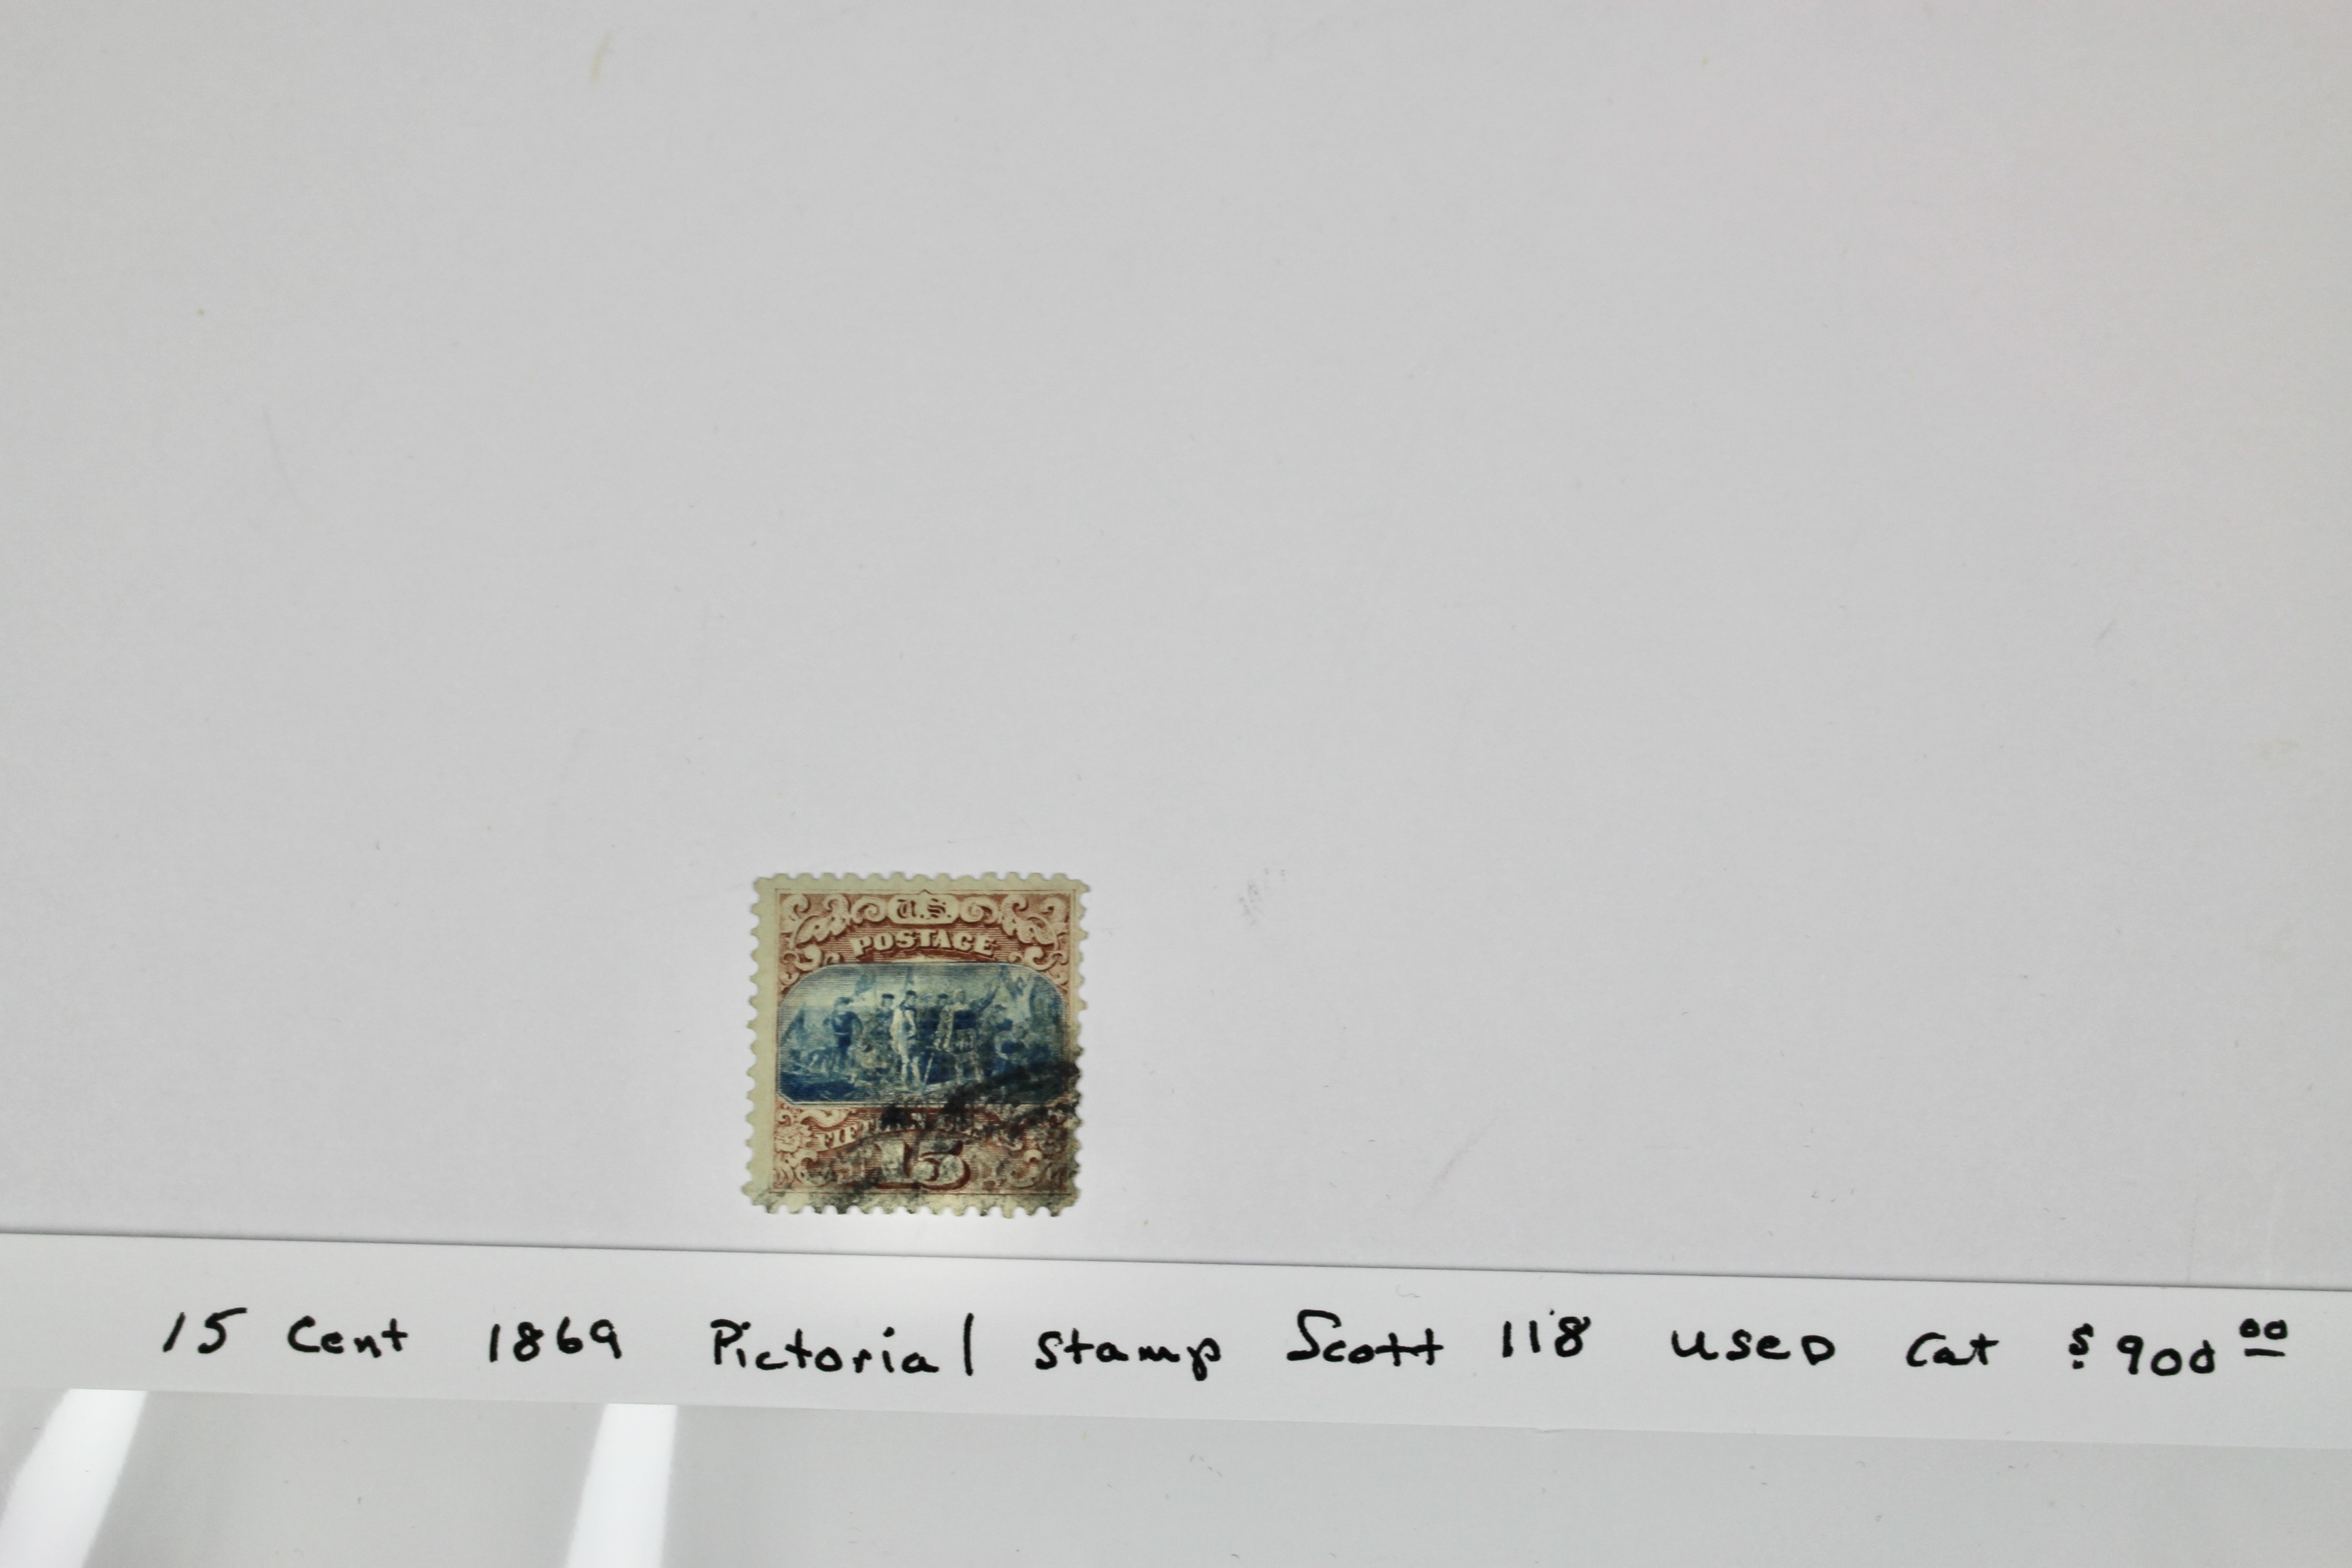 U.S.
POSTAGE
15
15 Cent 1869 Pictorial Stamp Scott 118 USED Cat $900 00